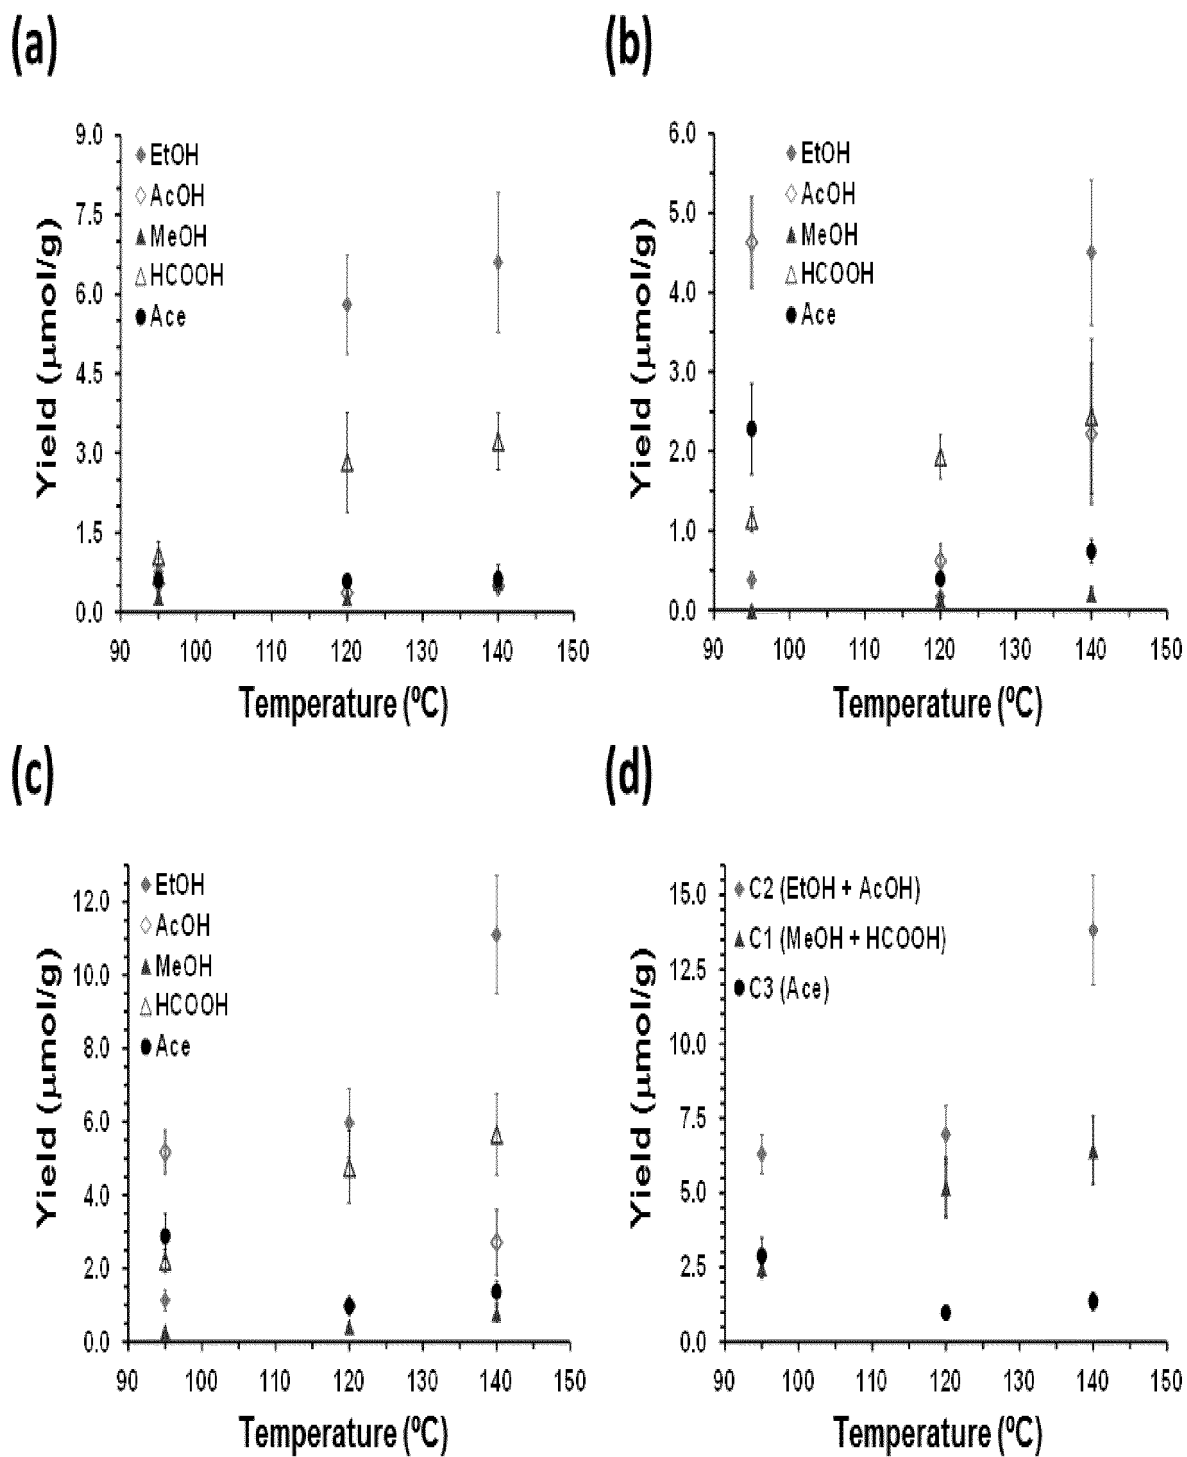 (a)
9.0
7.5
6.0
4.5
3.0
1.5
0.0
Yield (µmol/g)
EtOH
AcOH
MeOH
HCOOH
Ace
90 100 110 120 130 140 150
Temperature (ºC)
(b)
6.0
5.0
4.0
3.0
2.0
1.0
0.0
Yield (µmol/g)
EtOH
AcOH
MeOH
HCOOH
Ace
90 100 110 120 130 140 150
Temperature (ºC)
(c)
12.0
10.0
8.0
6.0
4.0
2.0
0.0
Yield (µmol/g)
EtOH
AcOH
MeOH
HCOOH
Ace
90 100 110 120 130 140 150
Temperature (ºC)
(d)
15.0
12.5
10.0
7.5
5.0
2.5
0.0
Yield (µmol/g)
C2 (EtOH + AcOH)
C1 (MeOH + HCOOH)
C3 (Ace)
90 100 110 120 130 140 150
Temperature (ºC)